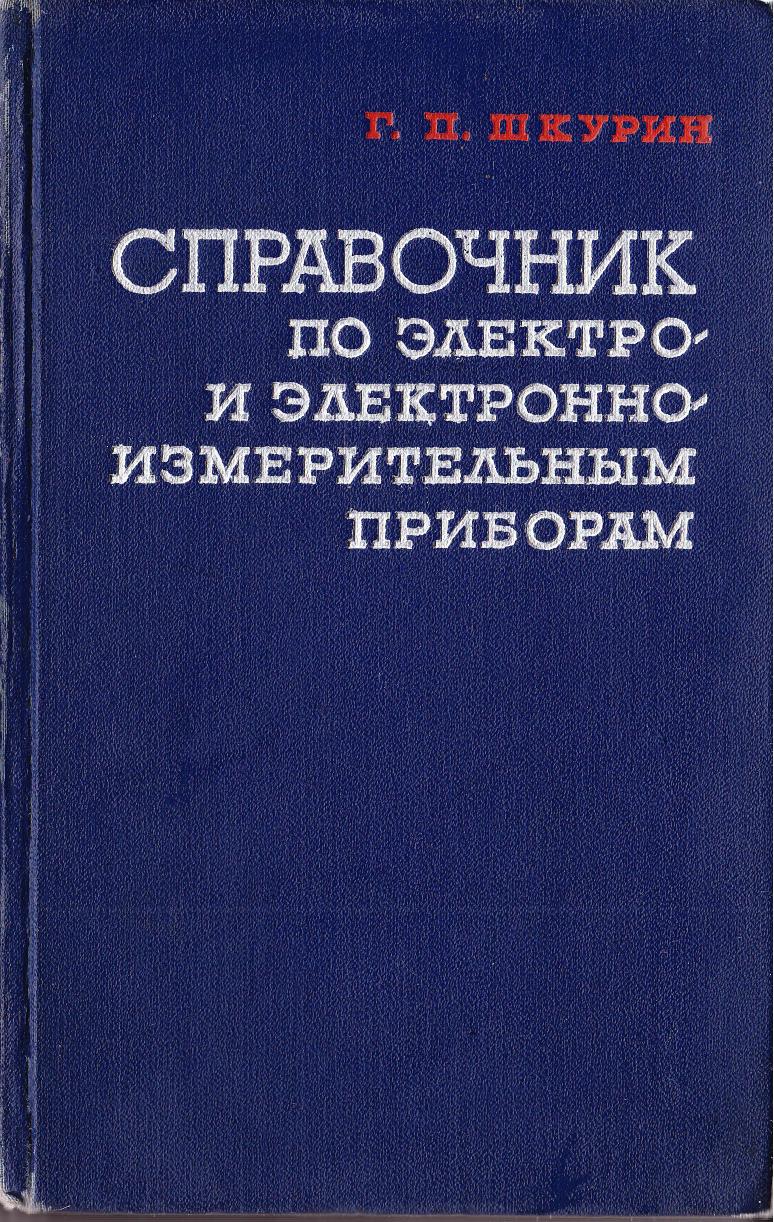 Г. П. ШКУРИН
СПРАВОЧНИК
ПО ЭЛЕКТРО-
И ЭЛЕКТРОННО-
ИЗМЕРИТЕЛЬНЫМ
ПРИБОРАМ